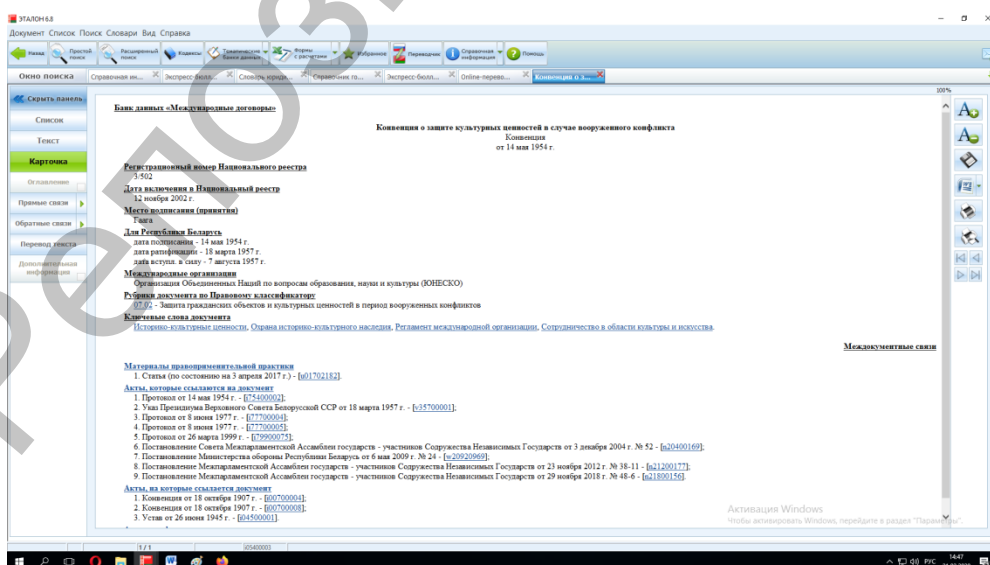 ЭТАЛОН 6.8
Документ Список Поиск Словари Вид Справка
Назад Простой поиск Расширенный поиск Кодексы Тематические банки данных Формы с расчетами Избранное Переводчик Справочная информация Помощь
Окно поиска Справочная ин... Экспресс-бюлл... Словарь юриди... Справочник го... Экспресс-бюлл... Online-перево... Конвенция о з...
100%
Скрыть панель
Список
Текст
Карточка
Оглавление
Прямые связи
Обратные связи
Перевод текста
Дополнительная информация
Банк данных «Международные договоры»
Конвенция о защите культурных ценностей в случае вооруженного конфликта
Конвенция
от 14 мая 1954 г.
Регистрационный номер Национального реестра
3/502
Дата включения в Национальный реестр
12 ноября 2002 г.
Место подписания (принятия)
Гаага
Для Республики Беларусь
дата подписания - 14 мая 1954 г.
дата ратификации - 18 марта 1957 г.
дата вступл. в силу - 7 августа 1957 г.
Международные организации
Организация Объединенных Наций по вопросам образования, науки и культуры (ЮНЕСКО)
Рубрики документа по Правовому классификатору
07.02 - Защита гражданских объектов и культурных ценностей в период вооруженных конфликтов
Ключевые слова документа
Историко-культурные ценности, Охрана историко-культурного наследия, Регламент международной организации, Сотрудничество в области культуры и искусства.
Междокументные связи
Материалы правоприменительной практики
1. Статья (по состоянию на 3 апреля 2017 г.) - [u01702182].
Акты, которые ссылаются на документ
1. Протокол от 14 мая 1954 г. - [i75400002];
2. Указ Президиума Верховного Совета Белорусской ССР от 18 марта 1957 г. - [v35700001];
3. Протокол от 8 июня 1977 г. - [i77700004];
4. Протокол от 8 июня 1977 г. - [i77700005];
5. Протокол от 26 марта 1999 г. - [i79900075];
6. Постановление Совета Межпарламентской Ассамблеи государств - участников Содружества Независимых Государств от 3 декабря 2004 г. № 52 - [n20400169];
7. Постановление Министерства обороны Республики Беларусь от 6 мая 2009 г. № 24 - [w20920969];
8. Постановление Межпарламентской Ассамблеи государств - участников Содружества Независимых Государств от 23 ноября 2012 г. № 38-11 - [n21200177];
9. Постановление Межпарламентской Ассамблеи государств - участников Содружества Независимых Государств от 29 ноября 2018 г. № 48-6 - [n21800156].
Акты, на которые ссылается документ
1. Конвенция от 18 октября 1907 г. - [i00700004];
2. Конвенция от 18 октября 1907 г. - [i00700008];
3. Устав от 26 июня 1945 г. - [i04500001].
Активация Windows
Чтобы активировать Windows, перейдите в раздел "Параметры".
1 / 1 i05400003
РУС 14:47